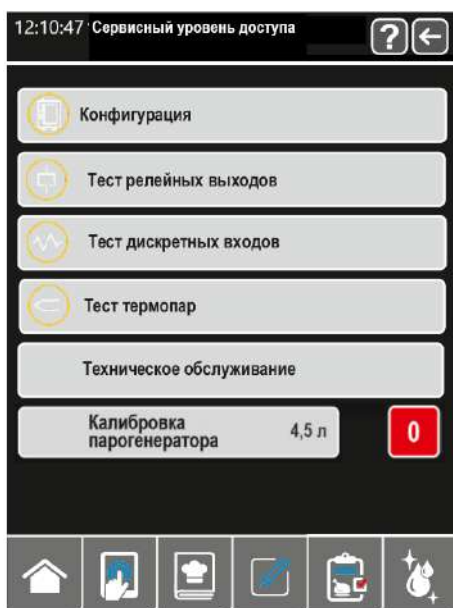 12:10:47 Сервисный уровень доступа ?
Конфигурация
Тест релейных выходов
Тест дискретных входов
Тест термопар
Техническое обслуживание
Калибровка
парогенератора 4,5 л 0